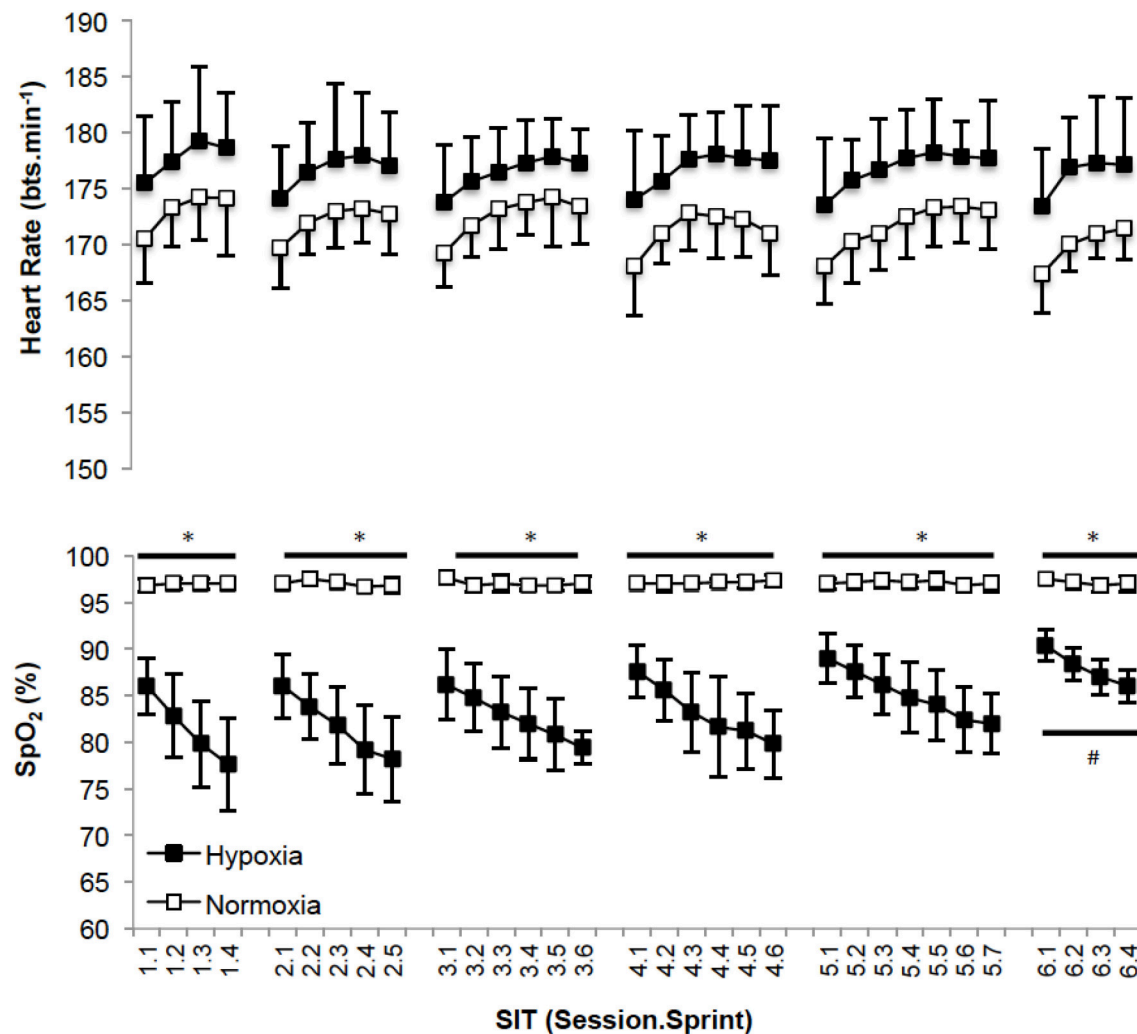 190
185
180
175
170
165
160
155
150
Heart Rate (bts.min⁻¹)
* * * * * *
100
95
90
85
80
75
70
65
60
SpO₂ (%)
#
Hypoxia
Normoxia
1.1 1.2 1.3 1.4 2.1 2.2 2.3 2.4 2.5 3.1 3.2 3.3 3.4 3.5 3.6 4.1 4.2 4.3 4.4 4.5 4.6 5.1 5.2 5.3 5.4 5.5 5.6 5.7 6.1 6.2 6.3 6.4
SIT (Session.Sprint)